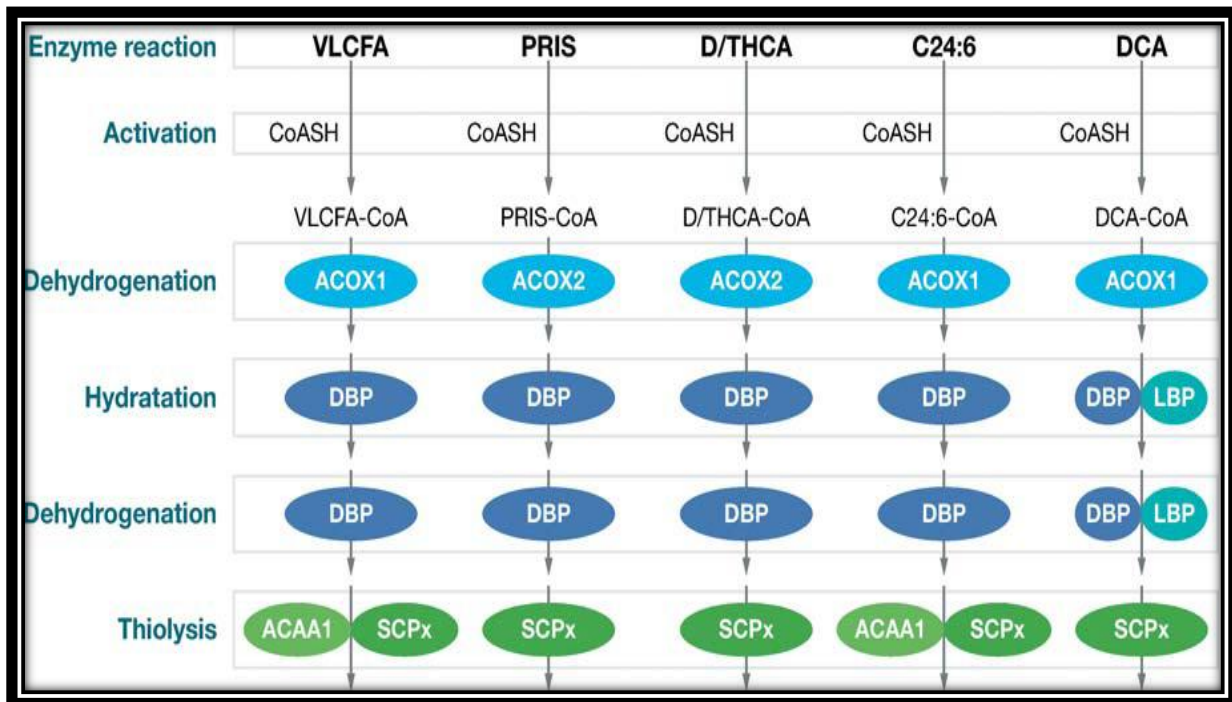 Enzyme reaction VLCFA PRIS D/THCA C24:6 DCA
Activation CoASH CoASH CoASH CoASH CoASH
VLCFA-CoA PRIS-CoA D/THCA-CoA C24:6-CoA DCA-CoA
Dehydrogenation ACOX1 ACOX2 ACOX2 ACOX1 ACOX1
Hydratation DBP DBP DBP DBP DBP LBP
Dehydrogenation DBP DBP DBP DBP DBP LBP
Thiolysis ACAA1 SCPx SCPx SCPx ACAA1 SCPx SCPx